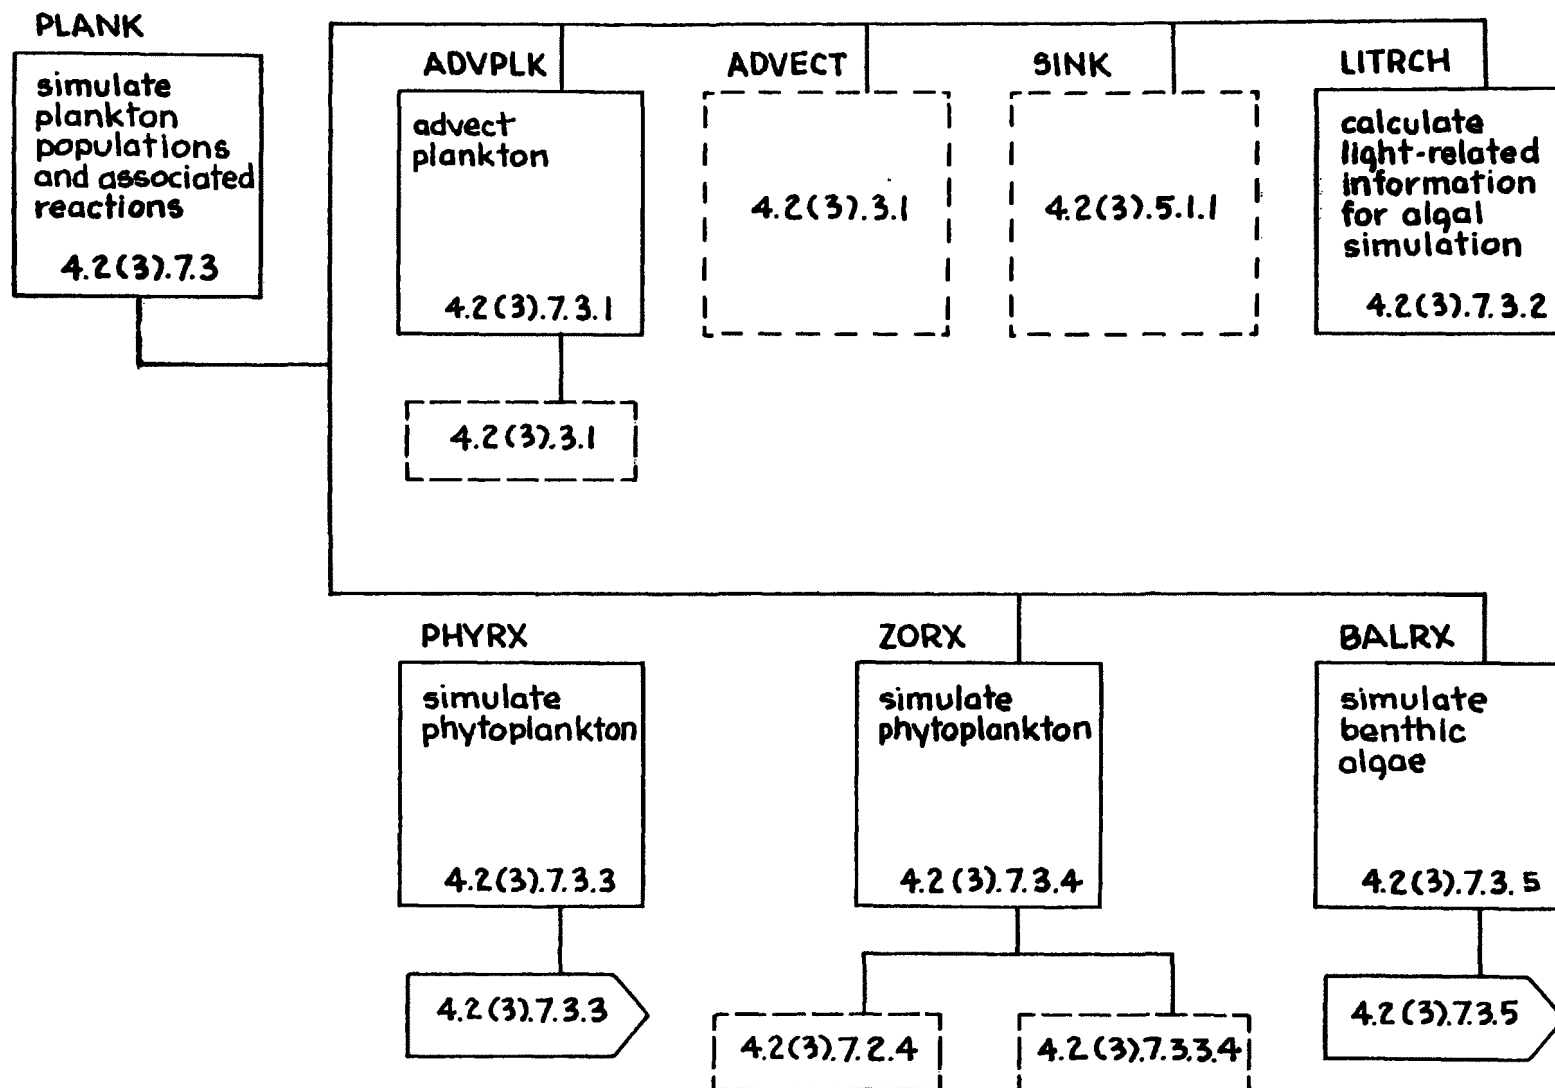 PLANK
simulate
plankton
populations
and associated
reactions
4.2(3).7.3
ADVPLK
advect
plankton
4.2(3).7.3.1
4.2(3).3.1
ADVECT
4.2(3).3.1
SINK
4.2(3).5.1.1
LITRCH
calculate
light-related
information
for algal
simulation
4.2(3).7.3.2
PHYRX
simulate
phytoplankton
4.2(3).7.3.3
4.2(3).7.3.3
ZORX
simulate
phytoplankton
4.2(3).7.3.4
4.2(3).7.2.4
4.2(3).7.3.3.4
BALRX
simulate
benthic
algae
4.2(3).7.3.5
4.2(3).7.3.5